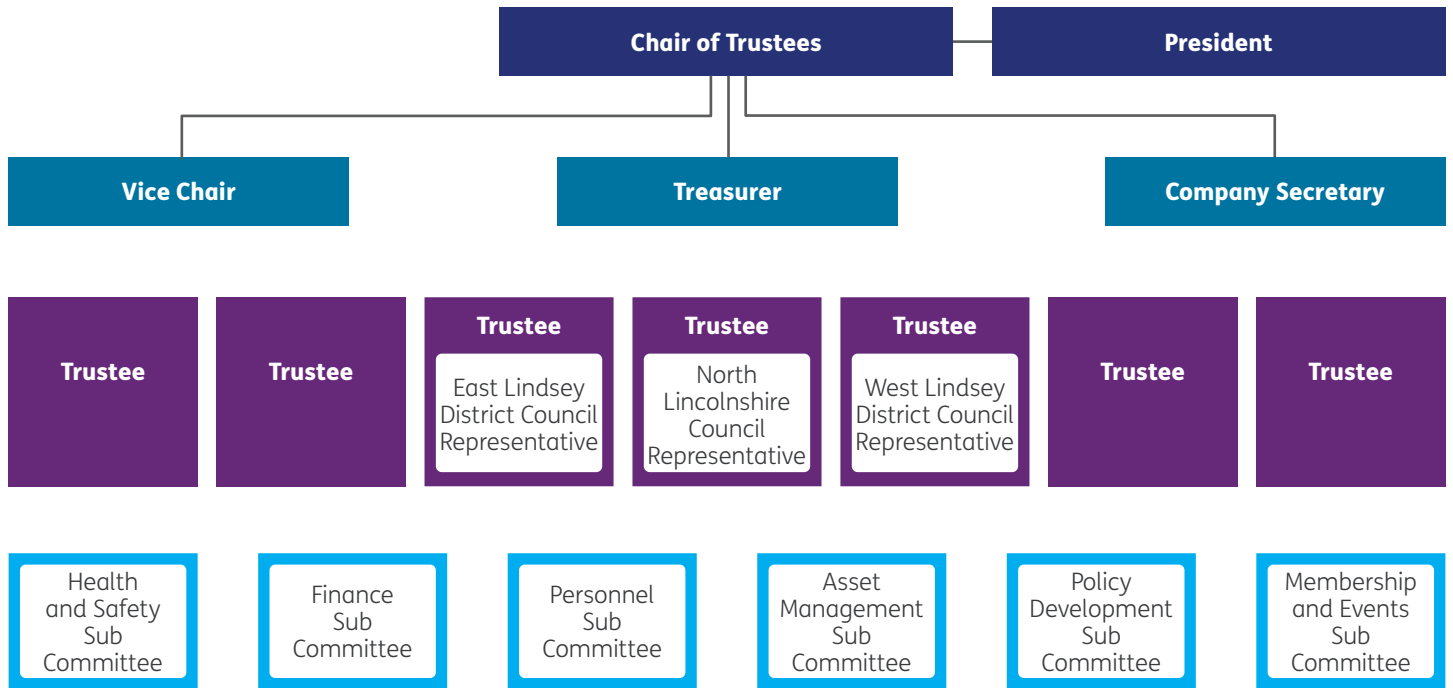 Chair of Trustees
President
Vice Chair
Treasurer
Company Secretary
Trustee
Trustee
Trustee
East Lindsey
District Council
Representative
Trustee
North
Lincolnshire
Council
Representative
Trustee
West Lindsey
District Council
Representative
Trustee
Trustee
Health
and Safety
Sub
Committee
Finance
Sub
Committee
Personnel
Sub
Committee
Asset
Management
Sub
Committee
Policy
Development
Sub
Committee
Membership
and Events
Sub
Committee